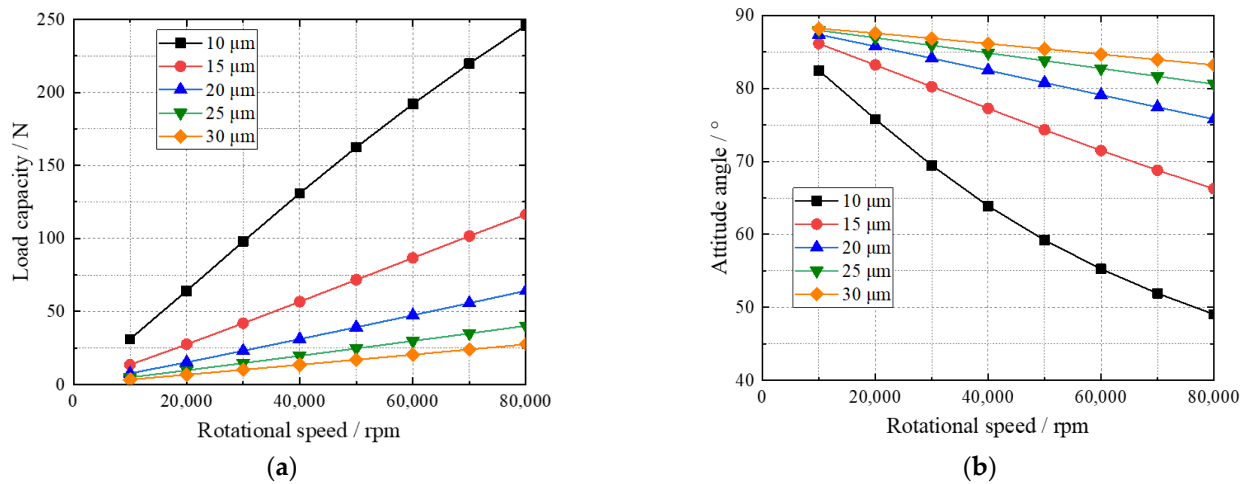 250
200
150
100
50
0
Load capacity / N
10 μm
15 μm
20 μm
25 μm
30 μm
0
20,000
40,000
60,000
80,000
Rotational speed / rpm
(a)
90
80
70
60
50
40
Attitude angle / °
10 μm
15 μm
20 μm
25 μm
30 μm
0
20,000
40,000
60,000
80,000
Rotational speed / rpm
(b)